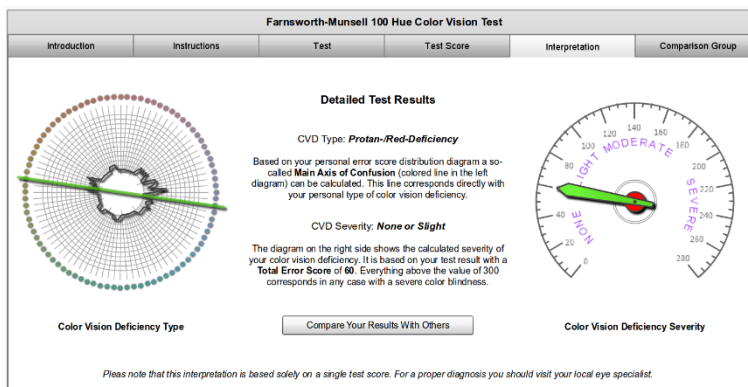 Farnsworth-Munsell 100 Hue Color Vision Test
Introduction
Instructions
Test
Test Score
Interpretation
Comparison Group
Detailed Test Results
CVD Type: Protan-/Red-Deficiency
Based on your personal error score distribution diagram a so-
called Main Axis of Confusion (colored line in the left
diagram) can be calculated. This line corresponds directly with
your personal type of color vision deficiency.
CVD Severity: None or Slight
The diagram on the right side shows the calculated severity of
your color vision deficiency. It is based on your test result with a
Total Error Score of 60. Everything above the value of 300
corresponds in any case with a severe color blindness.
Color Vision Deficiency Type
Compare Your Results With Others
0
20
40
80
100
120
140
160
180
200
220
240
260
280
NONE
IGHT
MODERATE
SEVERE
Color Vision Deficiency Severity
Pleas note that this interpretation is based solely on a single test score. For a proper diagnosis you should visit your local eye specialist.